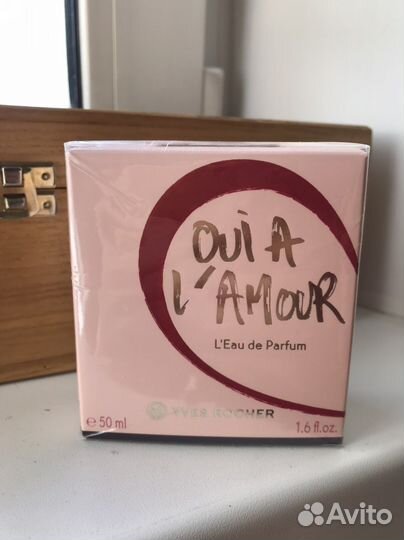 OUI A
L'AMOUR
L'Eau de Parfum
YVES ROCHER
e 50 ml 1.6 fl.oz.
Avito